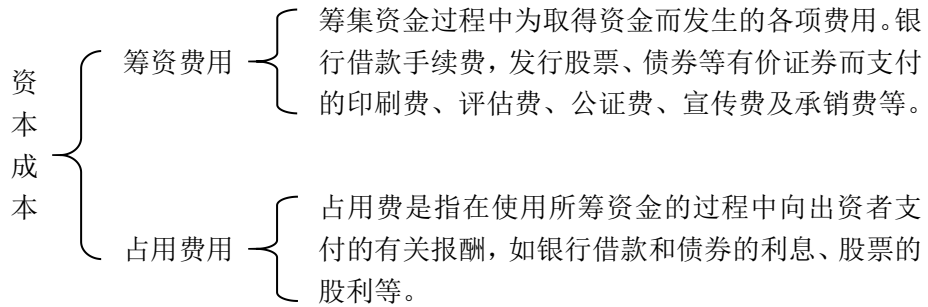 资本成本
筹资费用
筹集资金过程中为取得资金而发生的各项费用。银
行借款手续费，发行股票、债券等有价证券而支付
的印刷费、评估费、公证费、宣传费及承销费等。
占用费用
占用费是指在使用所筹资金的过程中向出资者支
付的有关报酬，如银行借款和债券的利息、股票的
股利等。